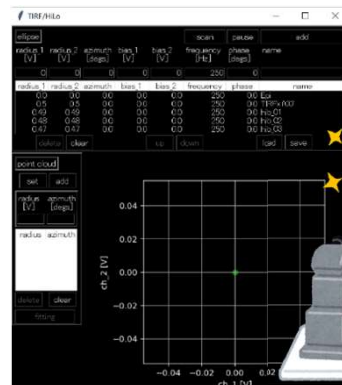 TIRF/HiLo
ellipse scan pause add
radius_1 [V] radius_2 [V] azimuth [degs] bias_1 [V] bias_2 [V] frequency [Hz] phase [degs] name
0 0 0 0 0 250 0
radius_1 radius_2 azimuth bias_1 bias_2 frequency phase name
0.0 0.0 0.0 0.0 0.0 250 0.0 Epi
0.5 0.5 0.0 0.0 0.0 250 0.0
0.49 0.49 0.0 0.0 0.0 250 0.0 hilo_01
0.48 0.48 0.0 0.0 0.0 250 0.0 hilo_02
0.47 0.47 0.0 0.0 0.0 250 0.0 hilo_03
delete clear up down load save
point cloud
set add
radius [V] azimuth [degs]
radius azimuth
delete clear
fitting
0.04
0.02
0.00
-0.02
-0.04
ch_2 [V]
-0.04 -0.02 0.00 0.02
ch_1 [V]